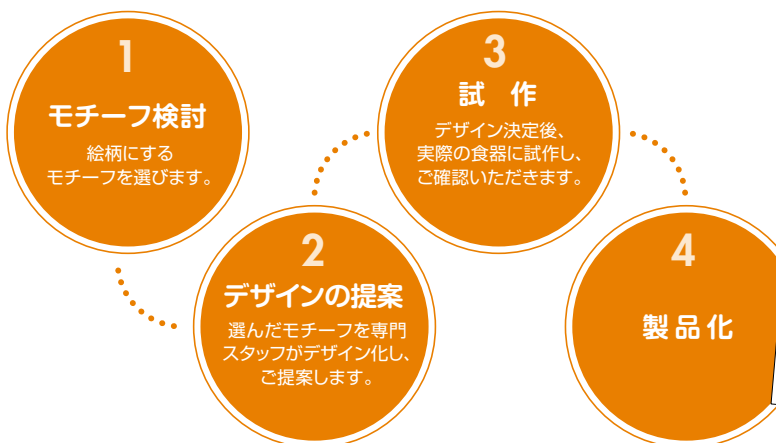 1
モチーフ検討
絵柄にする
モチーフを選びます。
2
デザインの提案
選んだモチーフを専門
スタッフがデザイン化し、
ご提案します。
3
試 作
デザイン決定後、
実際の食器に試作し、
ご確認いただきます。
4
製品化